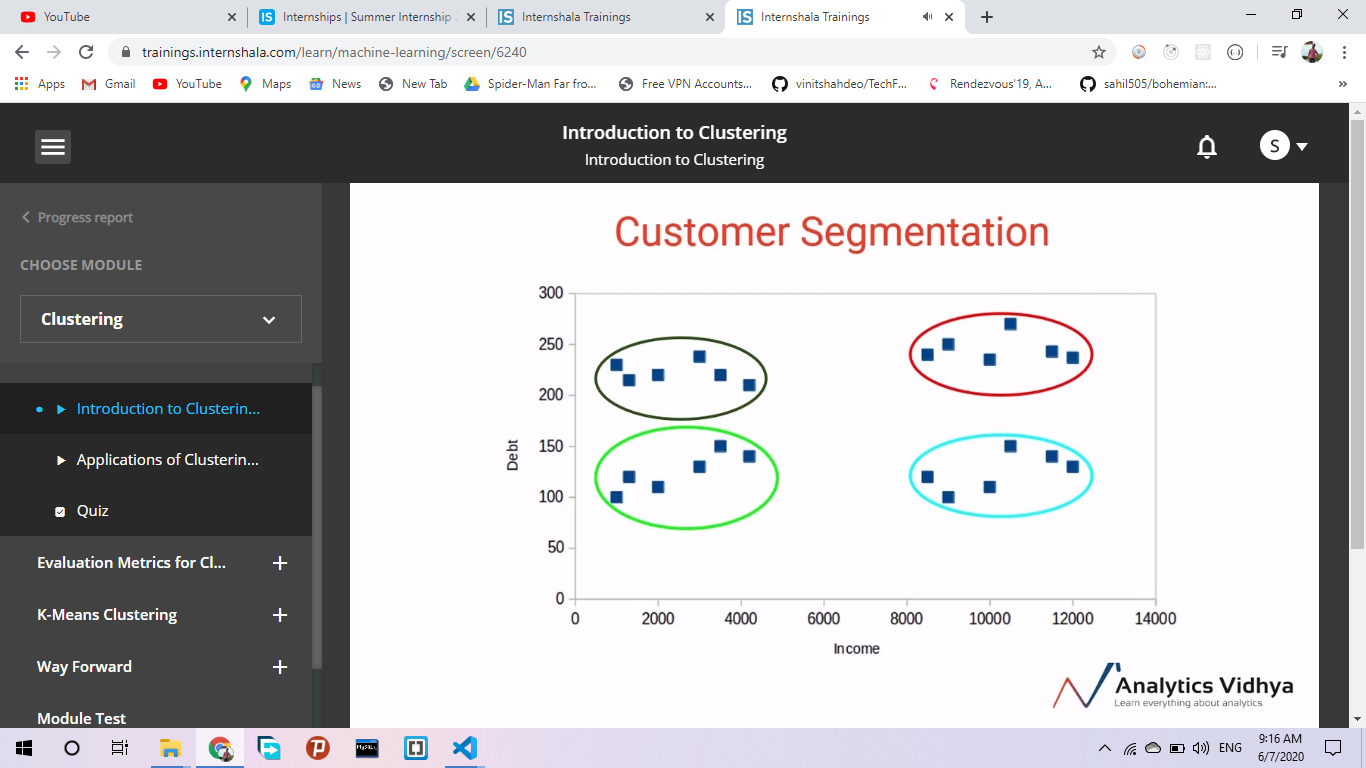 YouTube
Internships | Summer Internship
Internshala Trainings
Internshala Trainings
trainings.internshala.com/learn/machine-learning/screen/6240
Apps Gmail YouTube Maps News New Tab Spider-Man Far fro... Free VPN Accounts... vinitshahdeo/TechF... Rendezvous'19, A... sahil505/bohemian:... »
Introduction to Clustering
Introduction to Clustering
S
Progress report
CHOOSE MODULE
Clustering
Introduction to Clusterin...
Applications of Clusterin...
Quiz
Evaluation Metrics for Cl... +
K-Means Clustering +
Way Forward +
Module Test
Customer Segmentation
300
250
200
150
100
50
0
Debt
0 2000 4000 6000 8000 10000 12000 14000
Income
Analytics Vidhya
Learn everything about analytics
MySQL
ENG
9:16 AM
6/7/2020